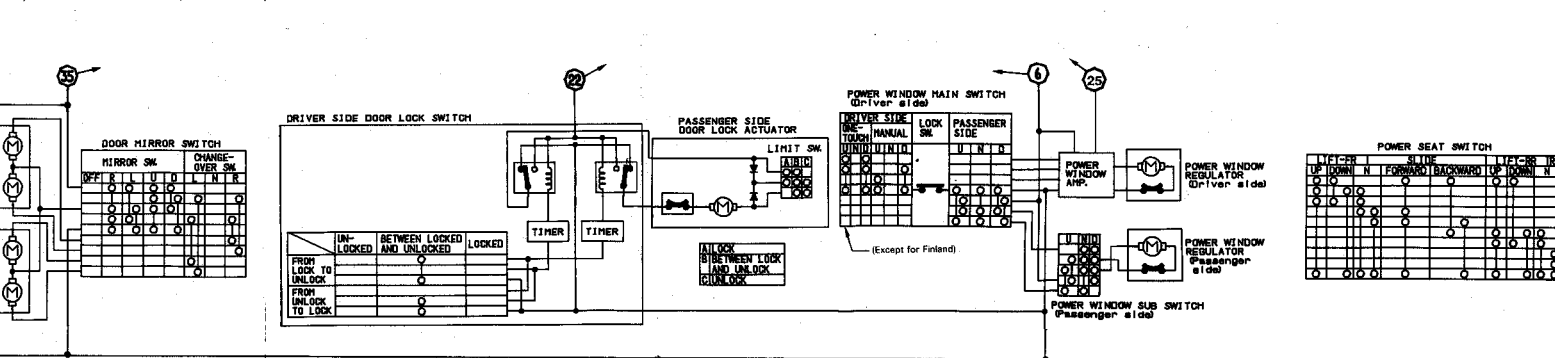 35
22
6
25
DOOR MIRROR SWITCH
MIRROR SW.
CHANGE-
OVER SW.
OFF R L U D L N R
M
M
M
M
DRIVER SIDE DOOR LOCK SWITCH
TIMER
TIMER
UN-
LOCKED
BETWEEN LOCKED
AND UNLOCKED
LOCKED
FROM
LOCK TO
UNLOCK
FROM
UNLOCK
TO LOCK
PASSENGER SIDE
DOOR LOCK ACTUATOR
LIMIT SW.
A B C
M
A LOCK
B BETWEEN LOCK
AND UNLOCK
C UNLOCK
POWER WINDOW MAIN SWITCH
(Driver side)
DRIVER SIDE
ONE-
TOUCH
MANUAL
LOCK
SW.
PASSENGER
SIDE
U N D U N D
U N D
(Except for Finland)
POWER
WINDOW
AMP.
M
POWER WINDOW
REGULATOR
(Driver side)
U N D
M
POWER WINDOW
REGULATOR
(Passenger
side)
POWER WINDOW SUB SWITCH
(Passenger side)
POWER SEAT SWITCH
LIFT-FR SLIDE LIFT-RR
UP DOWN N FORWARD BACKWARD UP DOWN N